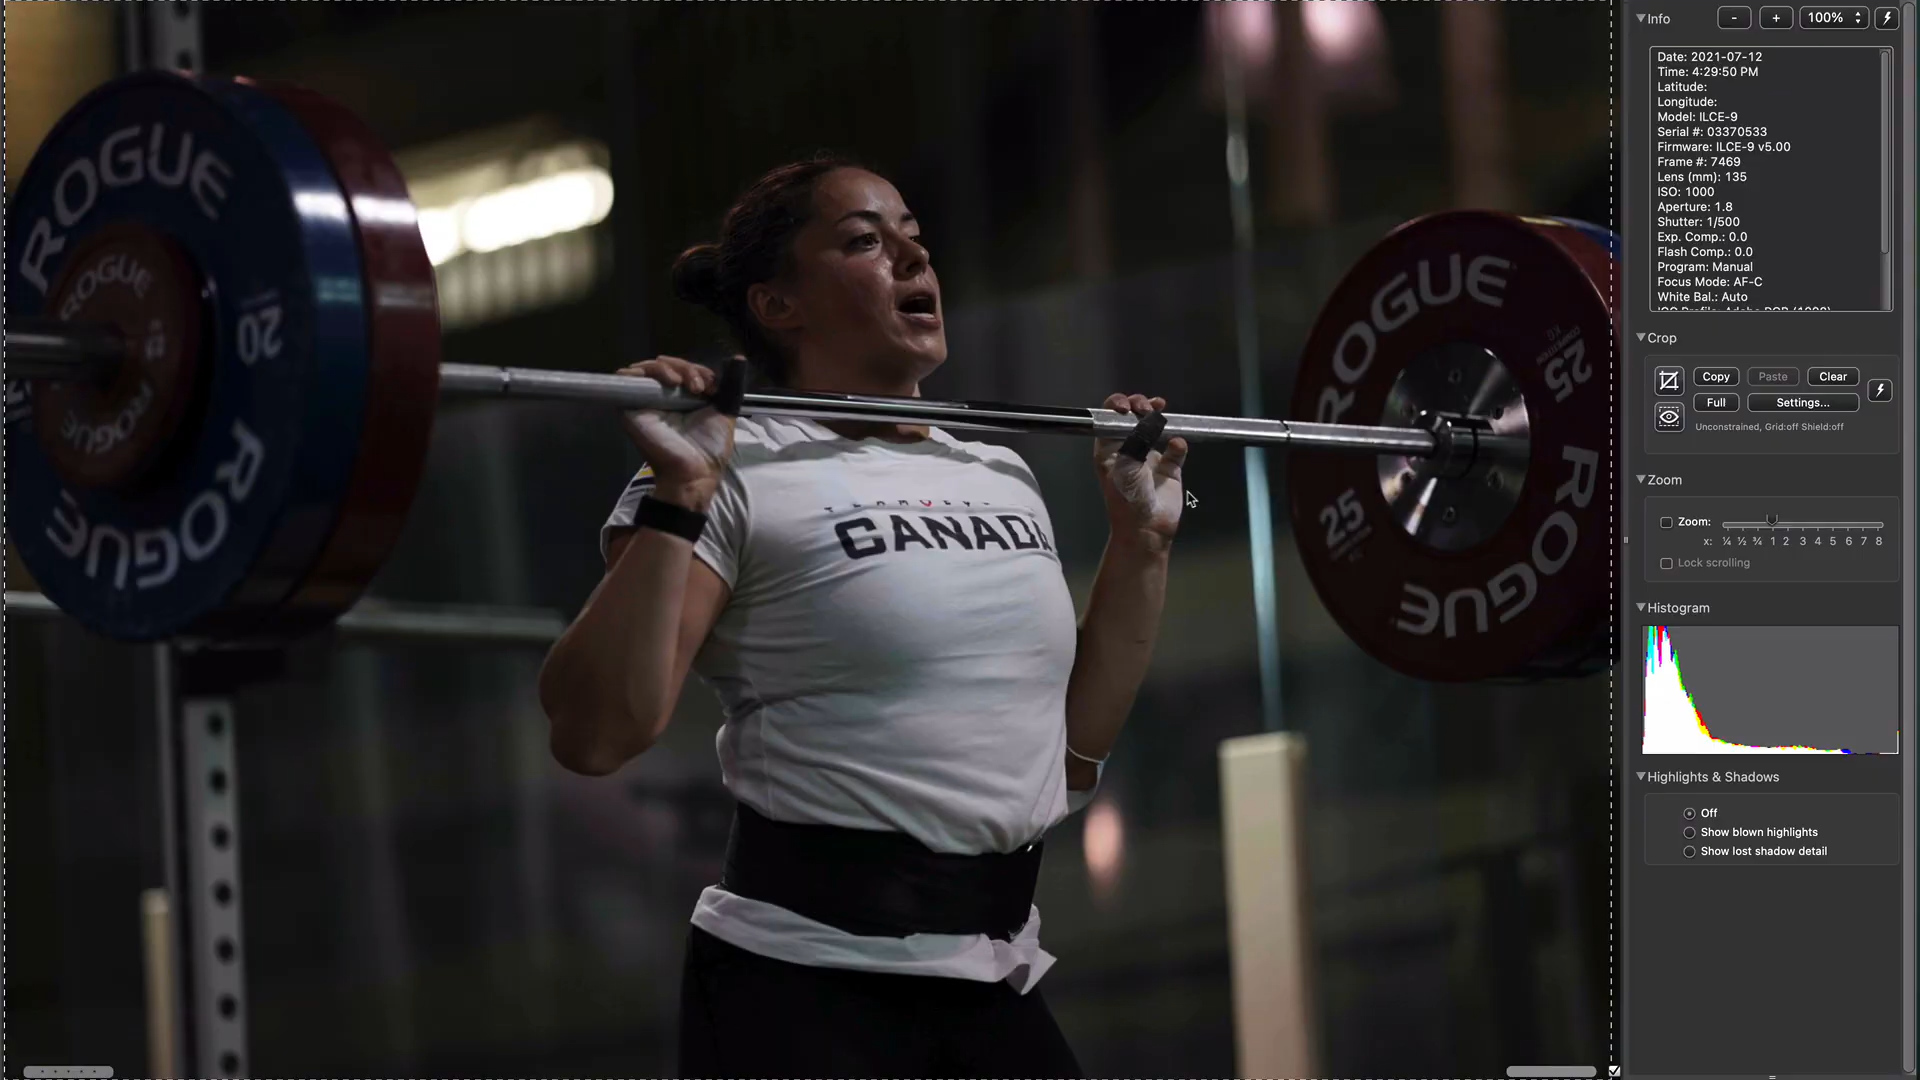 ROGUE
ROGUE
20
ROGUE
ROGUE
CANADA
ROGUE
25
KG
25
ROGUE
ROGUE
Info
-
+
100%
Date: 2021-07-12
Time: 4:29:50 PM
Latitude:
Longitude:
Model: ILCE-9
Serial #: 03370533
Firmware: ILCE-9 v5.00
Frame #: 7469
Lens (mm): 135
ISO: 1000
Aperture: 1.8
Shutter: 1/500
Exp. Comp.: 0.0
Flash Comp.: 0.0
Program: Manual
Focus Mode: AF-C
White Bal.: Auto
Crop
Copy Paste Clear
Full Settings...
Unconstrained, Grid:off Shield:off
Zoom
Zoom:
x: ¼ ½ ¾ 1 2 3 4 5 6 7 8
Lock scrolling
Histogram
Highlights & Shadows
Off
Show blown highlights
Show lost shadow detail